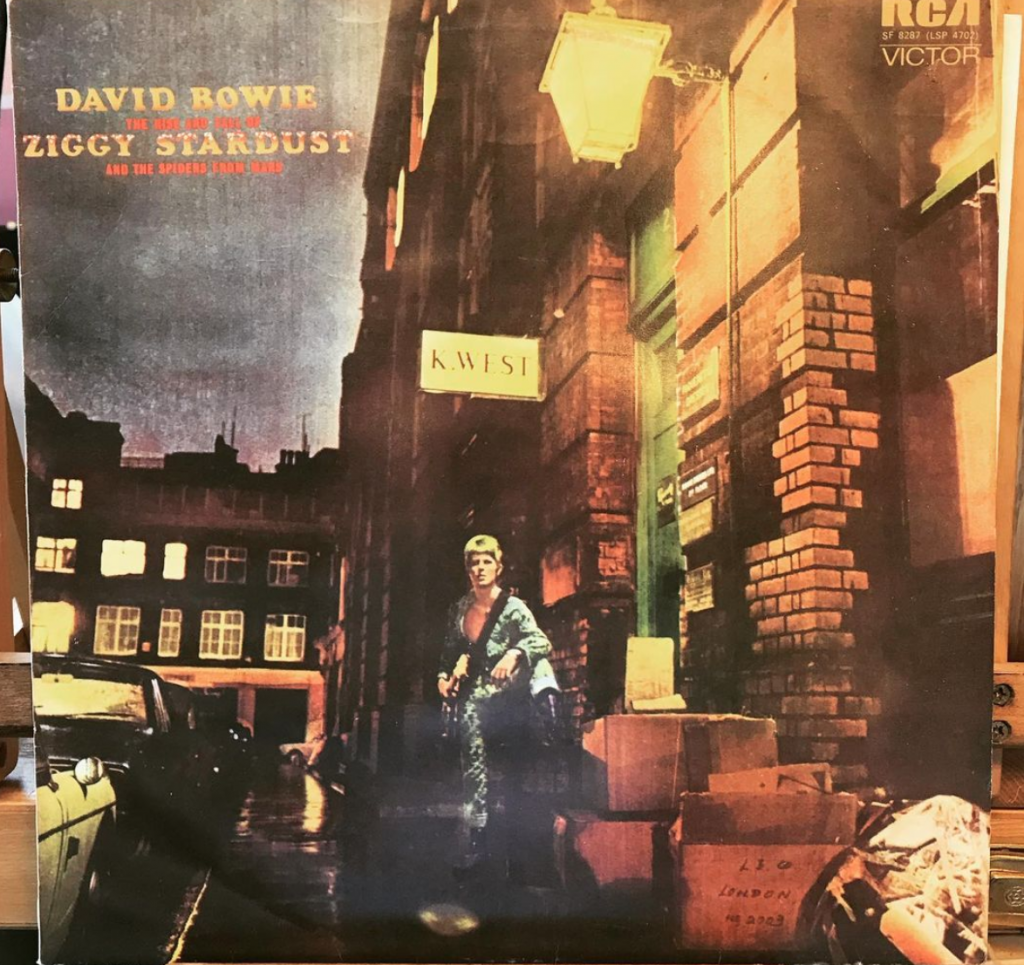 RCA
SF 8287 (LSP 4702)
VICTOR
DAVID BOWIE
THE RISE AND FALL OF
ZIGGY STARDUST
AND THE SPIDERS FROM MARS
K.WEST
LONDON